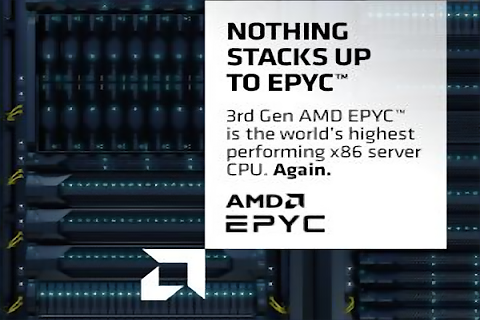 NOTHING
STACKS UP
TO EPYC™
3rd Gen AMD EPYC™
is the world's highest
performing x86 server
CPU. Again.
AMD
EPYC